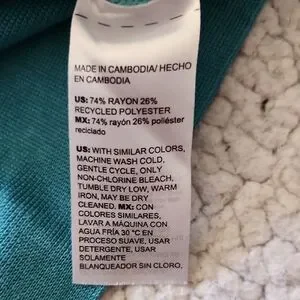 MADE IN CAMBODIA/ HECHO
EN CAMBODIA
US: 74% RAYON 26%
RECYCLED POLYESTER
MX: 74% rayón 26% poliéster
reciclado
US: WITH SIMILAR COLORS,
MACHINE WASH COLD,
GENTLE CYCLE, ONLY
NON-CHLORINE BLEACH,
TUMBLE DRY LOW, WARM
IRON, MAY BE DRY
CLEANED. MX: CON
COLORES SIMILARES,
LAVAR A MÁQUINA CON
AGUA FRÍA 30 °C EN
PROCESO SUAVE, USAR
DETERGENTE, USAR
SOLAMENTE
BLANQUEADOR SIN CLORO,